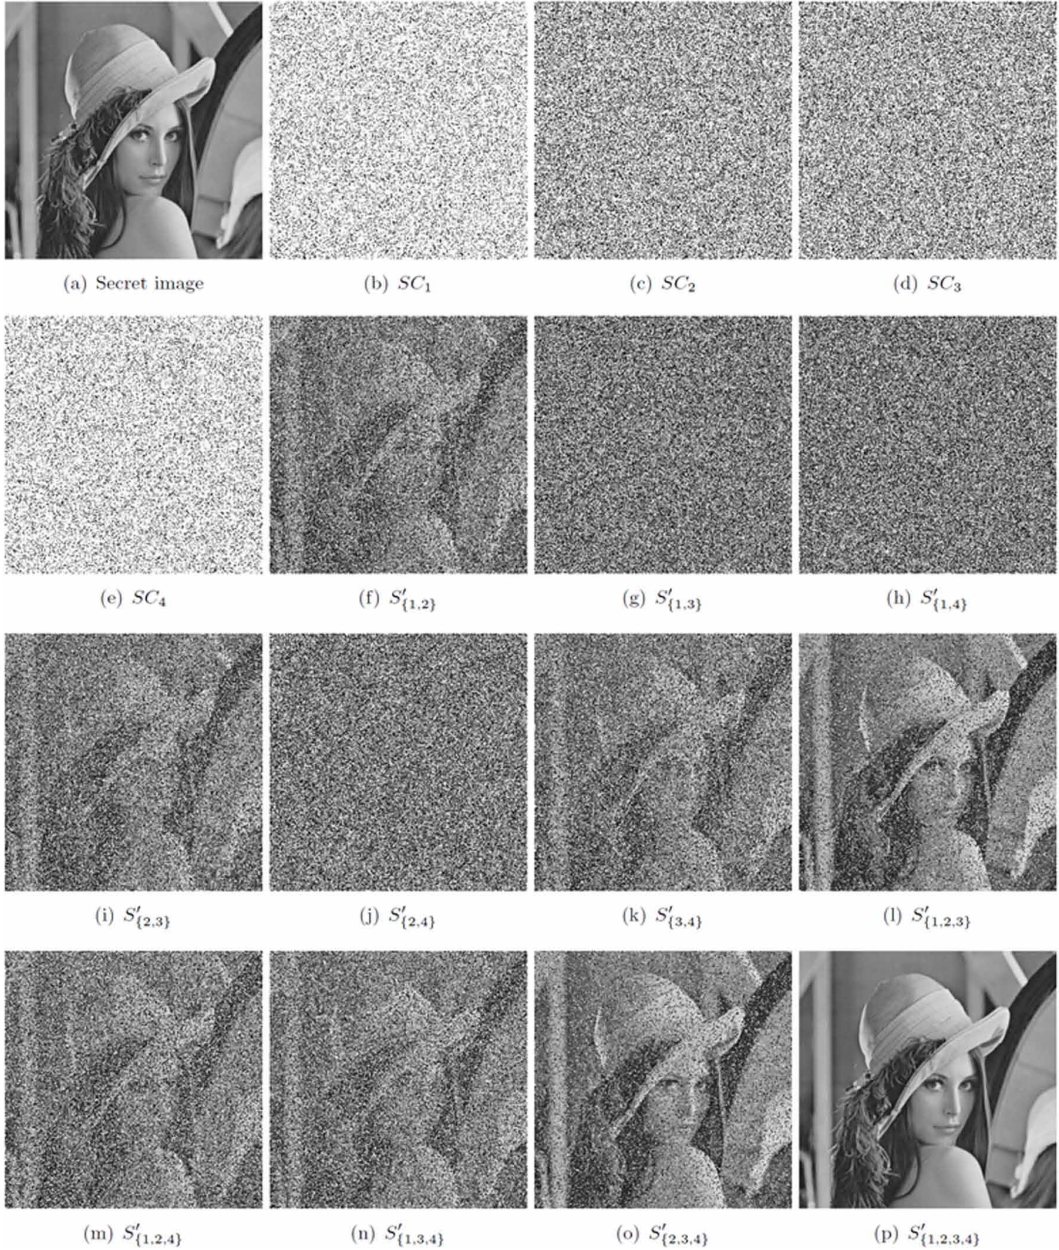 (a) Secret image (b) SC₁ (c) SC₂ (d) SC₃
(e) SC₄ (f) S′{1,2} (g) S′{1,3} (h) S′{1,4}
(i) S′{2,3} (j) S′{2,4} (k) S′{3,4} (l) S′{1,2,3}
(m) S′{1,2,4} (n) S′{1,3,4} (o) S′{2,3,4} (p) S′{1,2,3,4}